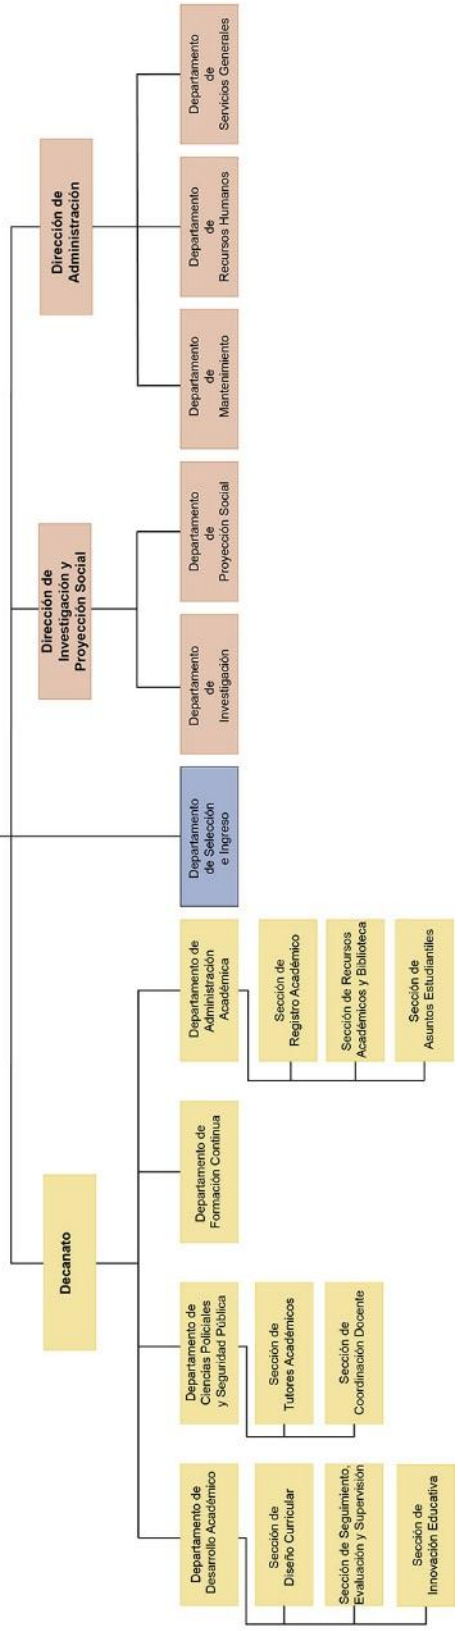 Decanato
Dirección de
Investigación y
Proyección Social
Dirección de
Administración
Departamento de
Desarrollo Académico
Departamento de
Ciencias Policiales
y Seguridad Pública
Departamento de
Formación Continua
Departamento de
Administración
Académica
Departamento
de Selección
e Ingreso
Departamento
de
Investigación
Departamento
de
Proyección Social
Departamento
de
Mantenimiento
Departamento
de
Recursos Humanos
Departamento
de
Servicios Generales
Sección de
Diseño Curricular
Sección de Seguimiento,
Evaluación y Supervisión
Sección de
Innovación Educativa
Sección de
Tutores Académicos
Sección de
Coordinación Docente
Sección de
Registro Académico
Sección de Recursos
Académicos y Biblioteca
Sección de
Asuntos Estudiantiles